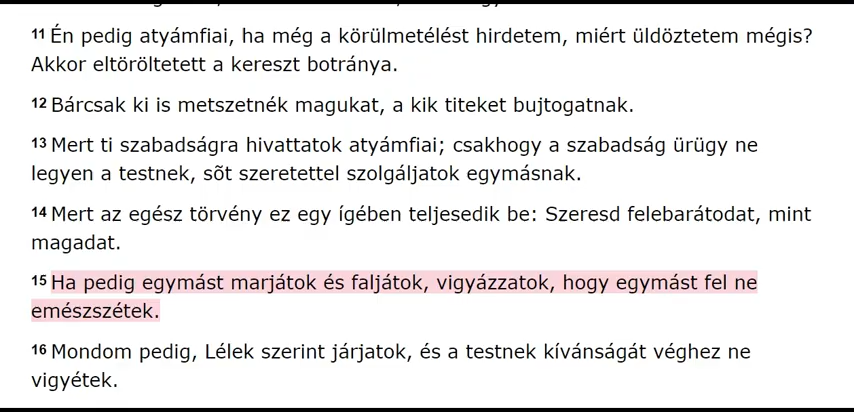 11 Én pedig atyámfiai, ha még a körülmetélést hirdetem, miért üldöztetem mégis?
Akkor eltöröltetett a kereszt botránya.
12 Bárcsak ki is metszetnék magukat, a kik titeket bujtogatnak.
13 Mert ti szabadságra hivattatok atyámfiai; csakhogy a szabadság ürügy ne
legyen a testnek, sõt szeretettel szolgáljatok egymásnak.
14 Mert az egész törvény ez egy ígében teljesedik be: Szeresd felebarátodat, mint
magadat.
15 Ha pedig egymást marjátok és faljátok, vigyázzatok, hogy egymást fel ne
emészszétek.
16 Mondom pedig, Lélek szerint járjatok, és a testnek kívánságát véghez ne
vigyétek.